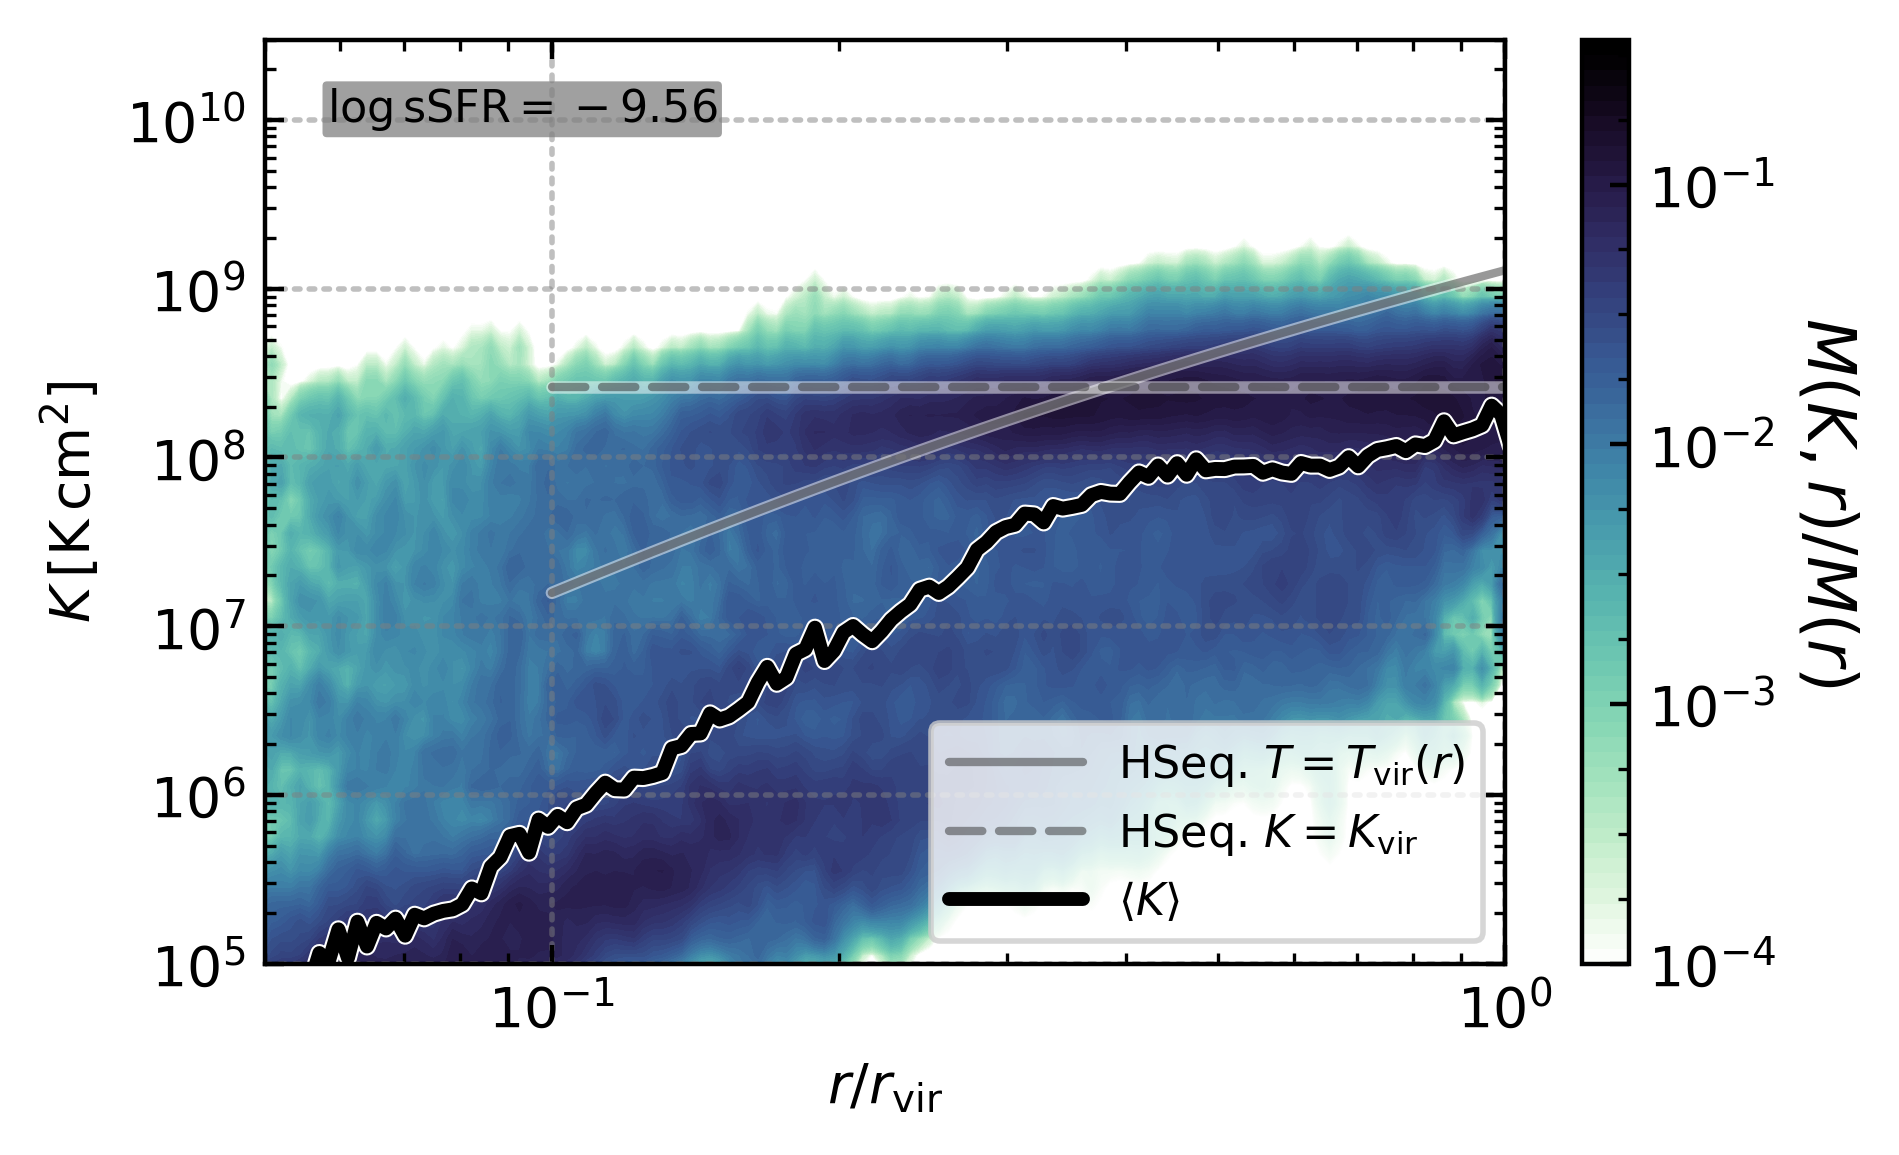 log sSFR = −9.56
10^10
10^9
10^8
10^7
10^6
10^5
K [K cm^2]
10^−1
10^0
r/r_vir
HSeq. T = T_vir(r)
HSeq. K = K_vir
⟨K⟩
10^−1
10^−2
10^−3
10^−4
M(K, r)/M(r)